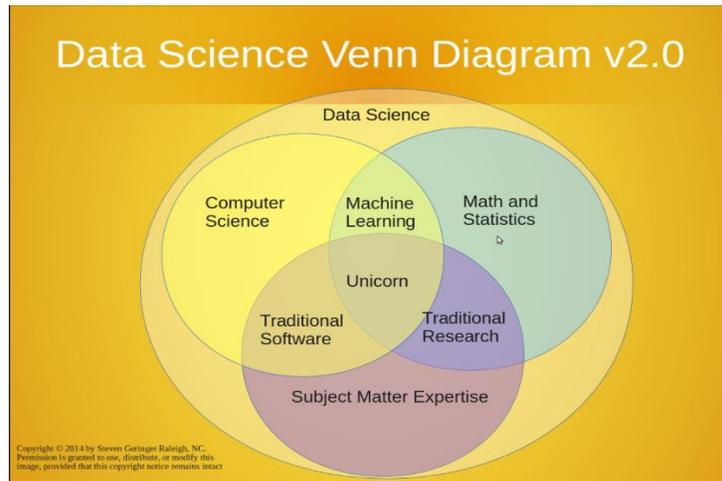 Data Science Venn Diagram v2.0
Data Science
Computer
Science
Machine
Learning
Math and
Statistics
Unicorn
Traditional
Software
Traditional
Research
Subject Matter Expertise
Copyright © 2014 by Steven Geringer Raleigh, NC.
Permission is granted to use, distribute, or modify this
image, provided that this copyright notice remains intact